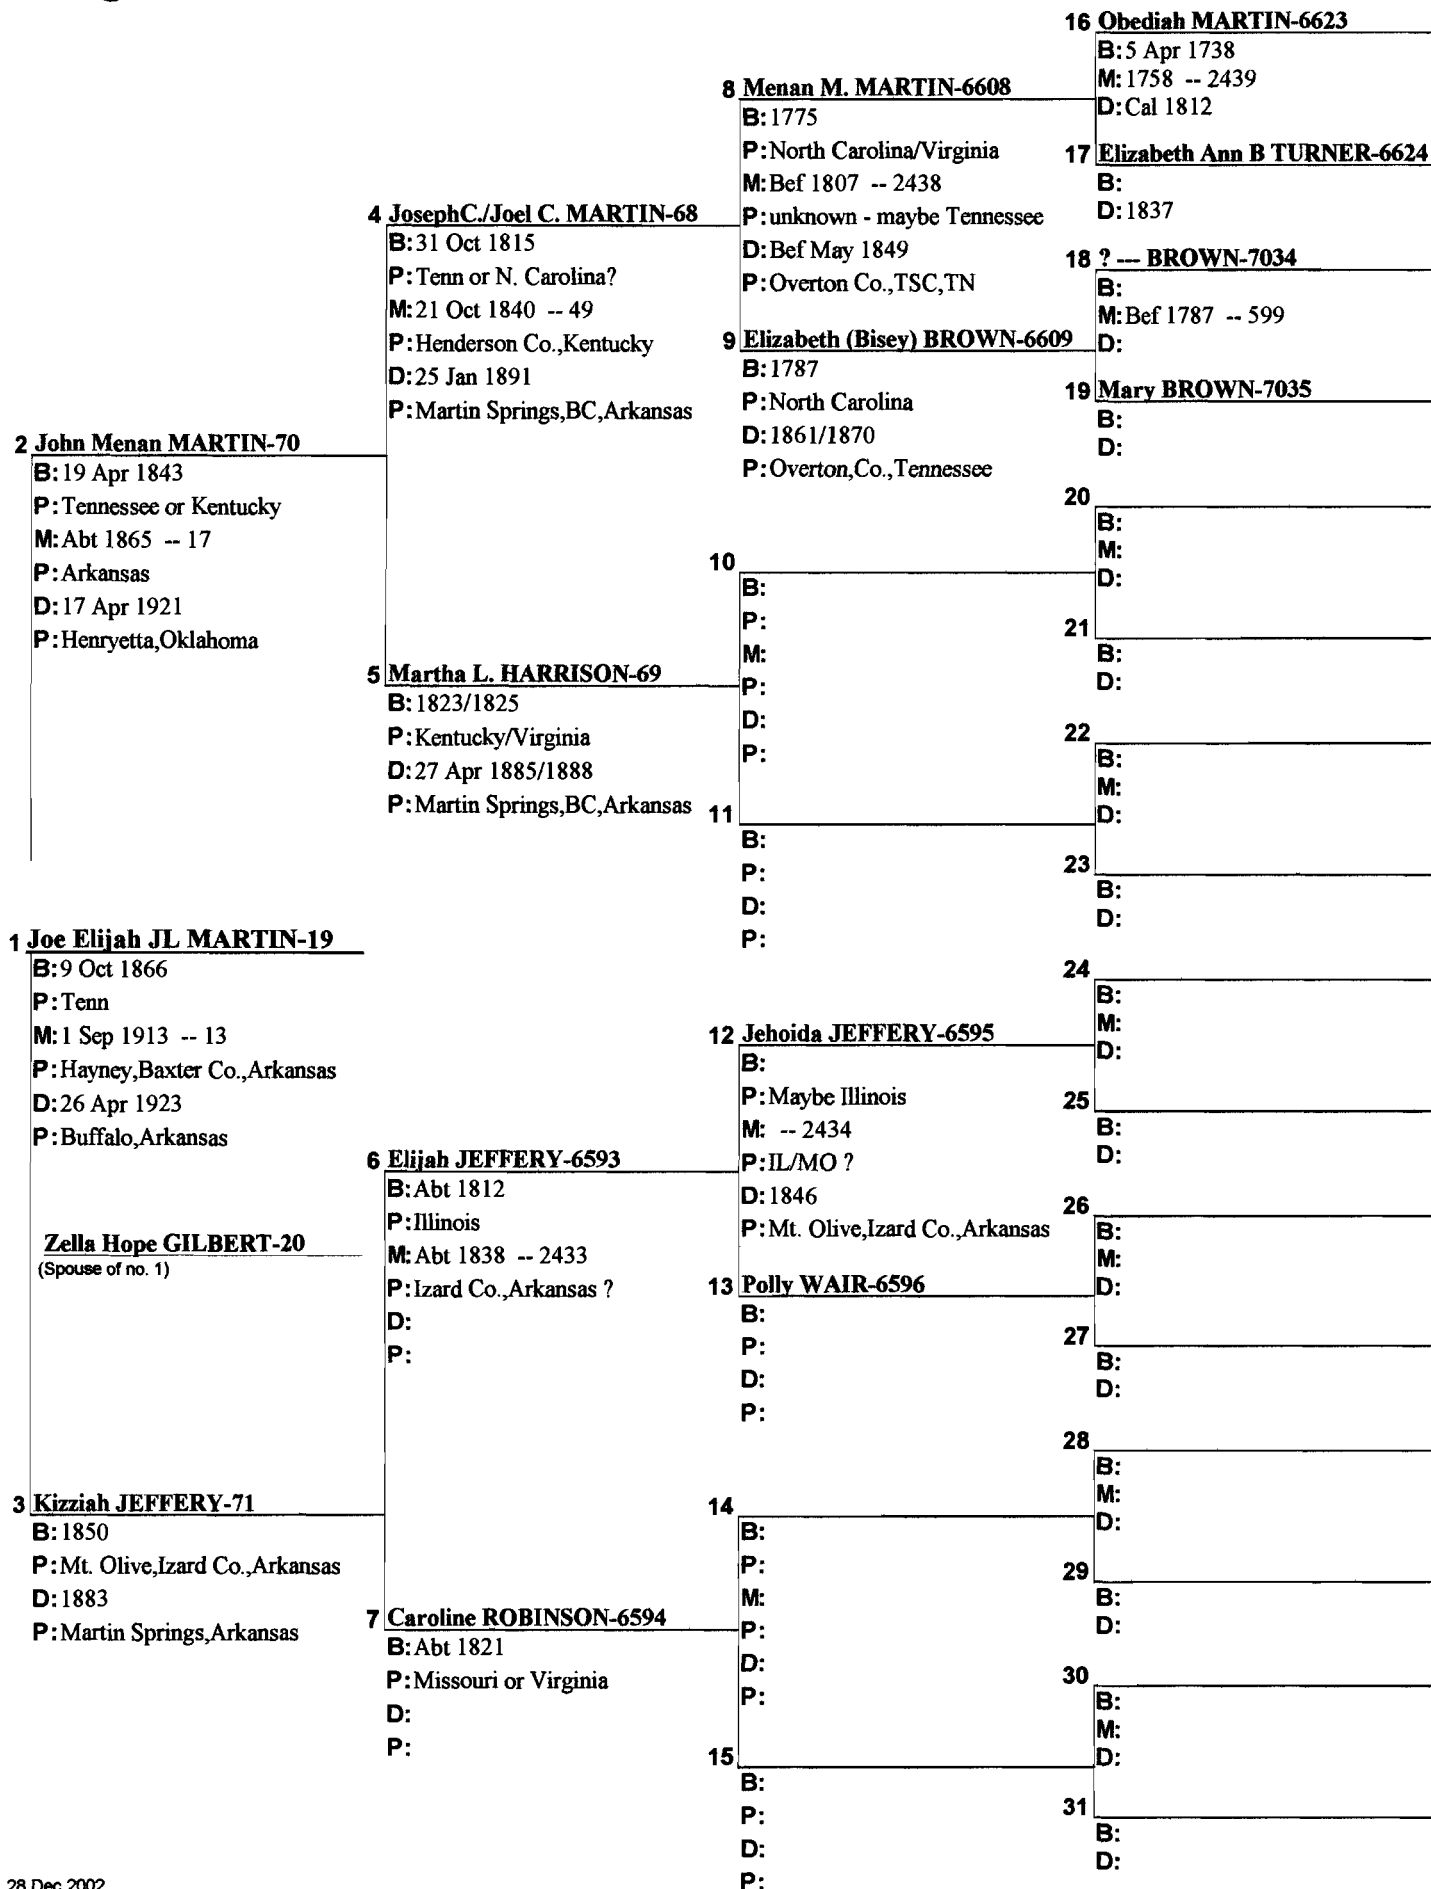 2 John Menan MARTIN-70
B: 19 Apr 1843
P: Tennessee or Kentucky
M: Abt 1865 -- 17
P: Arkansas
D: 17 Apr 1921
P: Henryetta,Oklahoma
1 Joe Elijah JL MARTIN-19
B: 9 Oct 1866
P: Tenn
M: 1 Sep 1913 -- 13
P: Hayney,Baxter Co.,Arkansas
D: 26 Apr 1923
P: Buffalo,Arkansas
Zella Hope GILBERT-20
(Spouse of no. 1)
3 Kizziah JEFFERY-71
B: 1850
P: Mt. Olive,Izard Co.,Arkansas
D: 1883
P: Martin Springs,Arkansas
4 JosephC./Joel C. MARTIN-68
B: 31 Oct 1815
P: Tenn or N. Carolina?
M: 21 Oct 1840 -- 49
P: Henderson Co.,Kentucky
D: 25 Jan 1891
P: Martin Springs,BC,Arkansas
5 Martha L. HARRISON-69
B: 1823/1825
P: Kentucky/Virginia
D: 27 Apr 1885/1888
P: Martin Springs,BC,Arkansas
6 Elijah JEFFERY-6593
B: Abt 1812
P: Illinois
M: Abt 1838 -- 2433
P: Izard Co.,Arkansas ?
D:
P:
7 Caroline ROBINSON-6594
B: Abt 1821
P: Missouri or Virginia
D:
P:
8 Menan M. MARTIN-6608
B: 1775
P: North Carolina/Virginia
M: Bef 1807 -- 2438
P: unknown - maybe Tennessee
D: Bef May 1849
P: Overton Co.,TSC,TN
9 Elizabeth (Bisey) BROWN-6609
B: 1787
P: North Carolina
D: 1861/1870
P: Overton,Co.,Tennessee
10
B:
P:
M:
P:
D:
P:
11
B:
P:
D:
P:
12 Jehoida JEFFERY-6595
B:
P: Maybe Illinois
M: -- 2434
P: IL/MO ?
D: 1846
P: Mt. Olive,Izard Co.,Arkansas
13 Polly WAIR-6596
B:
P:
D:
P:
14
B:
P:
M:
P:
D:
P:
15
B:
P:
D:
P:
16 Obediah MARTIN-6623
B: 5 Apr 1738
M: 1758 -- 2439
D: Cal 1812
17 Elizabeth Ann B TURNER-6624
B:
D: 1837
18 ? --- BROWN-7034
B:
M: Bef 1787 -- 599
D:
19 Mary BROWN-7035
B:
D:
20
B:
M:
D:
21
B:
D:
22
B:
M:
D:
23
B:
D:
24
B:
M:
D:
25
B:
D:
26
B:
M:
D:
27
B:
D:
28
B:
M:
D:
29
B:
D:
30
B:
M:
D:
31
B:
D:
28 Dec 2002